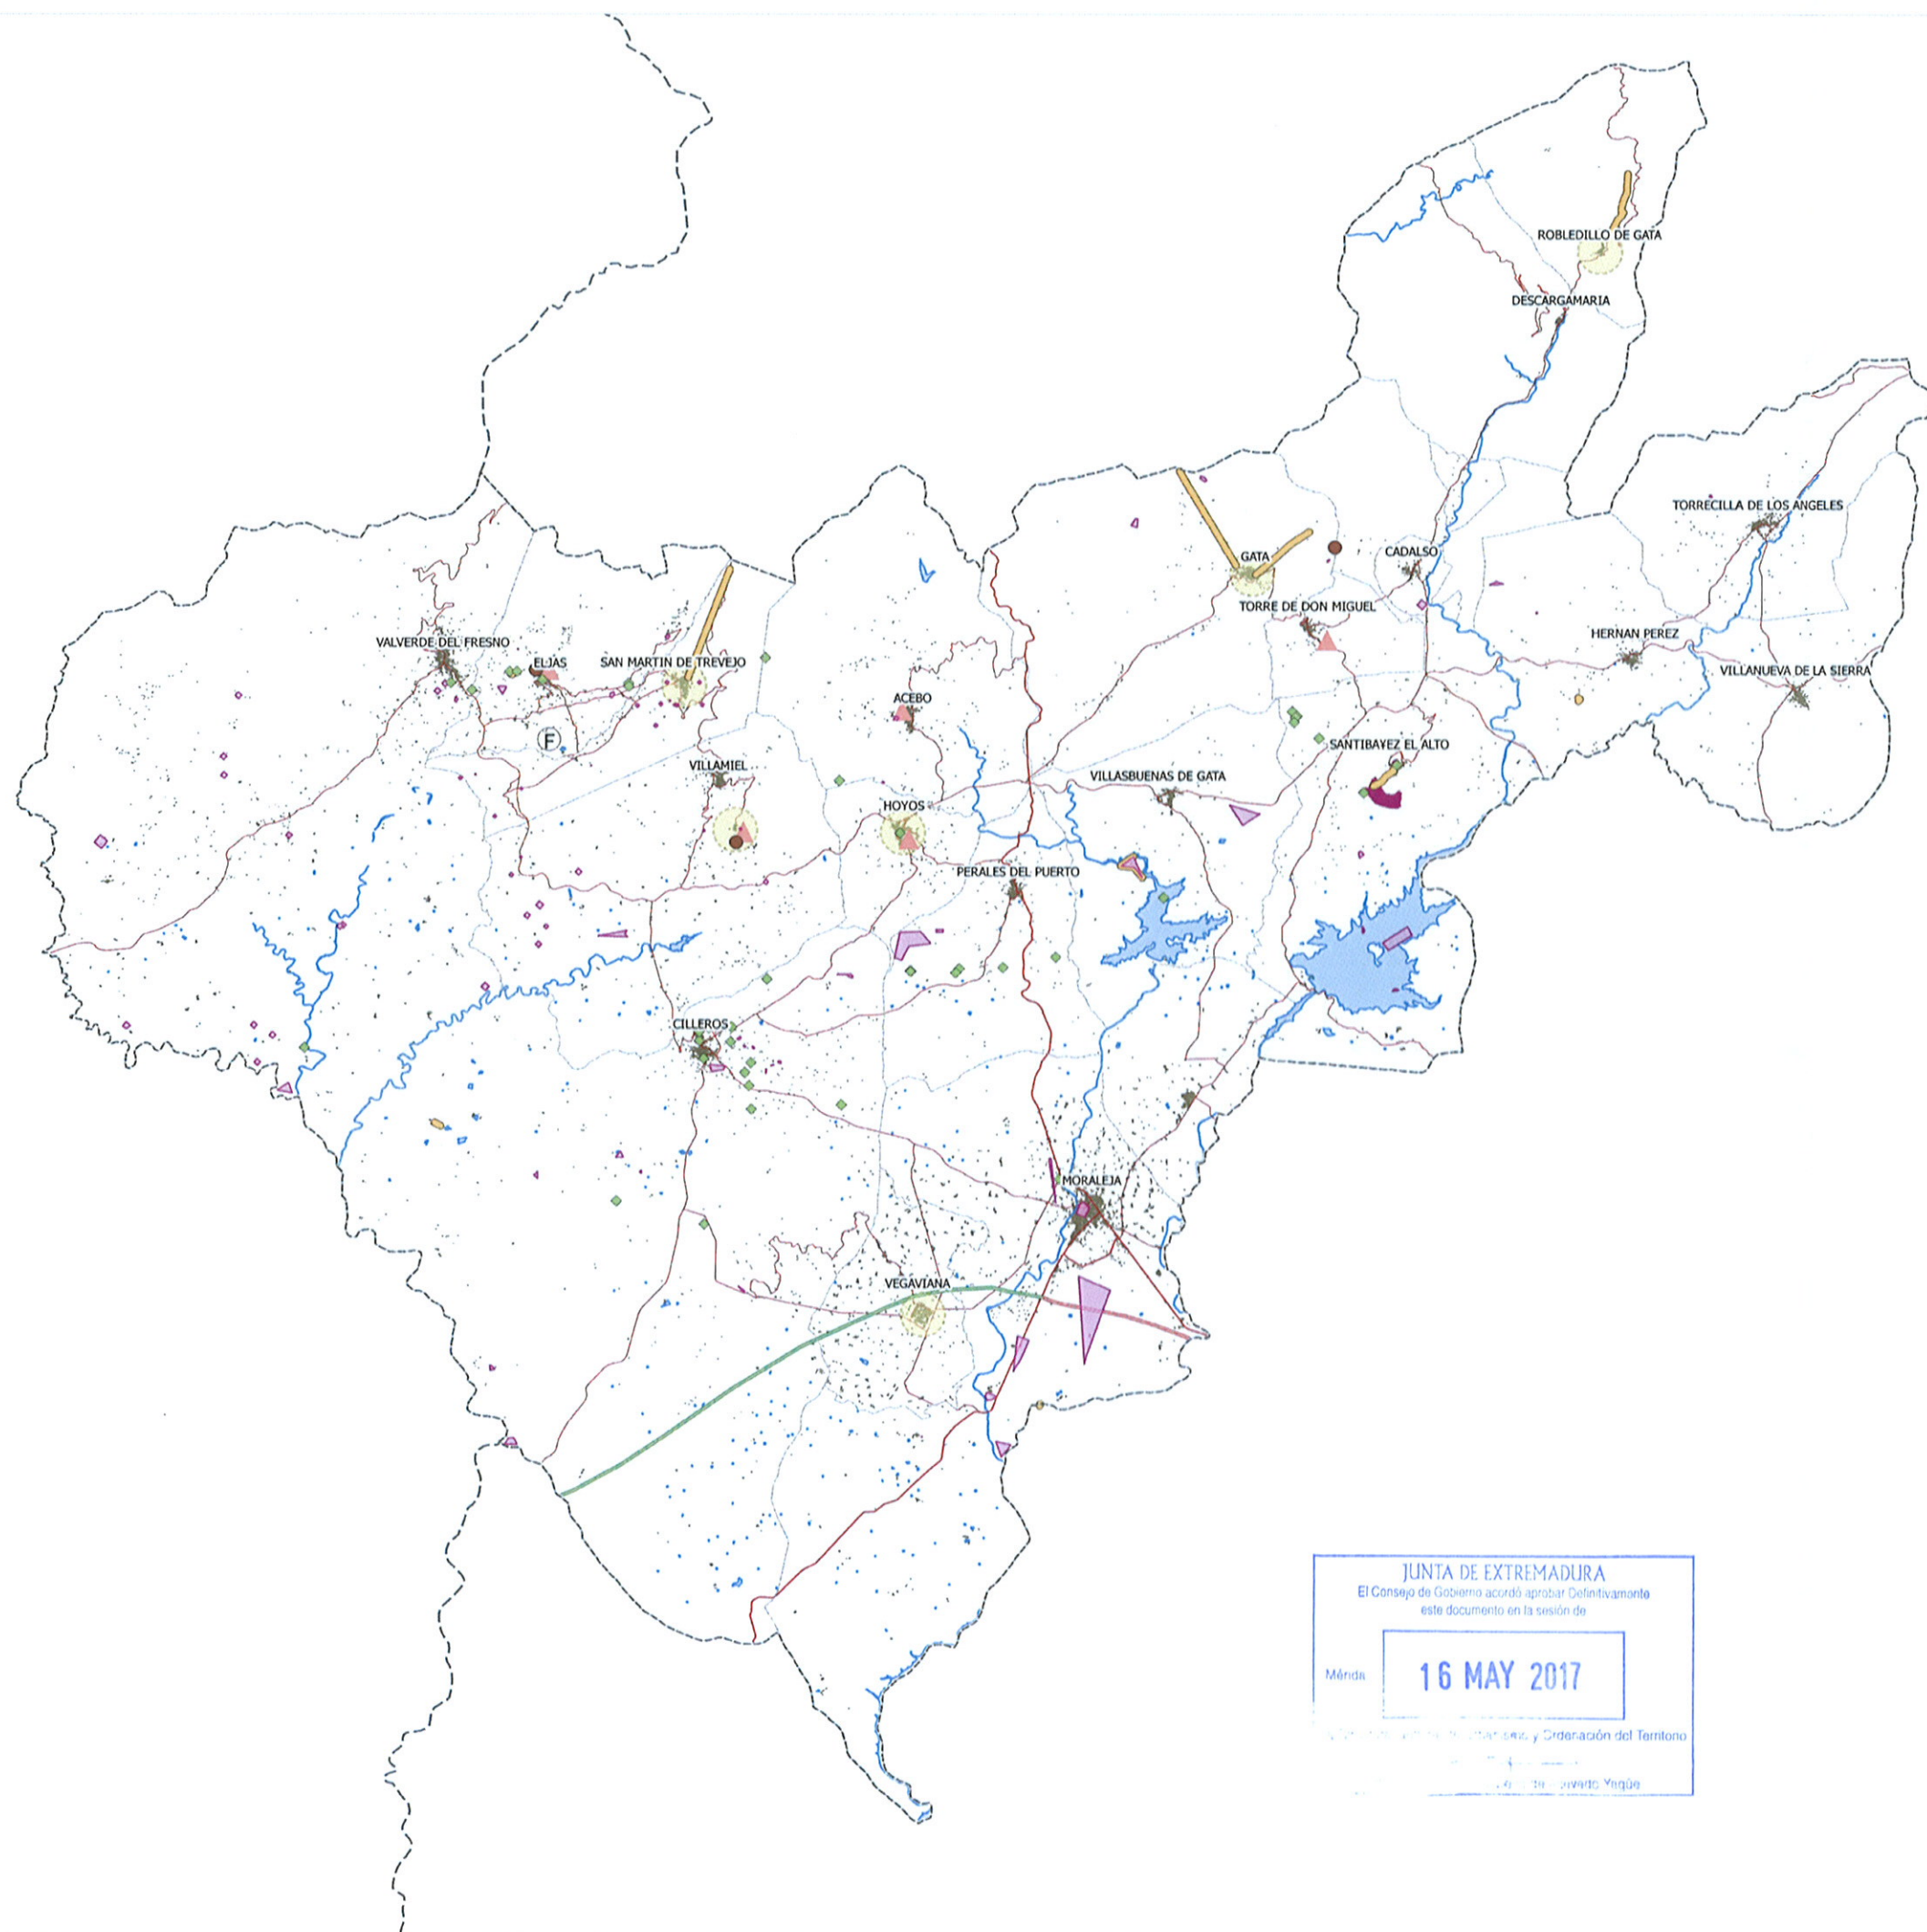 ROBLEDILLO DE GATA
DESCARGAMARIA
TORRECILLA DE LOS ANGELES
GATA
CADALSO
TORRE DE DON MIGUEL
HERNAN PEREZ
VALVERDE DEL FRESNO
ELJAS
SAN MARTIN DE TREVEJO
VILLANUEVA DE LA SIERRA
ACEBO
F
SANTIBAYEZ EL ALTO
VILLAMIEL
VILLASBUENAS DE GATA
HOYOS
PERALES DEL PUERTO
CILLEROS
MORALEJA
VEGAVIANA
JUNTA DE EXTREMADURA
El Consejo de Gobierno acordó aprobar Definitivamente
este documento en la sesión de
Mérida
16 MAY 2017
y Ordenación del Territorio
Yagüe